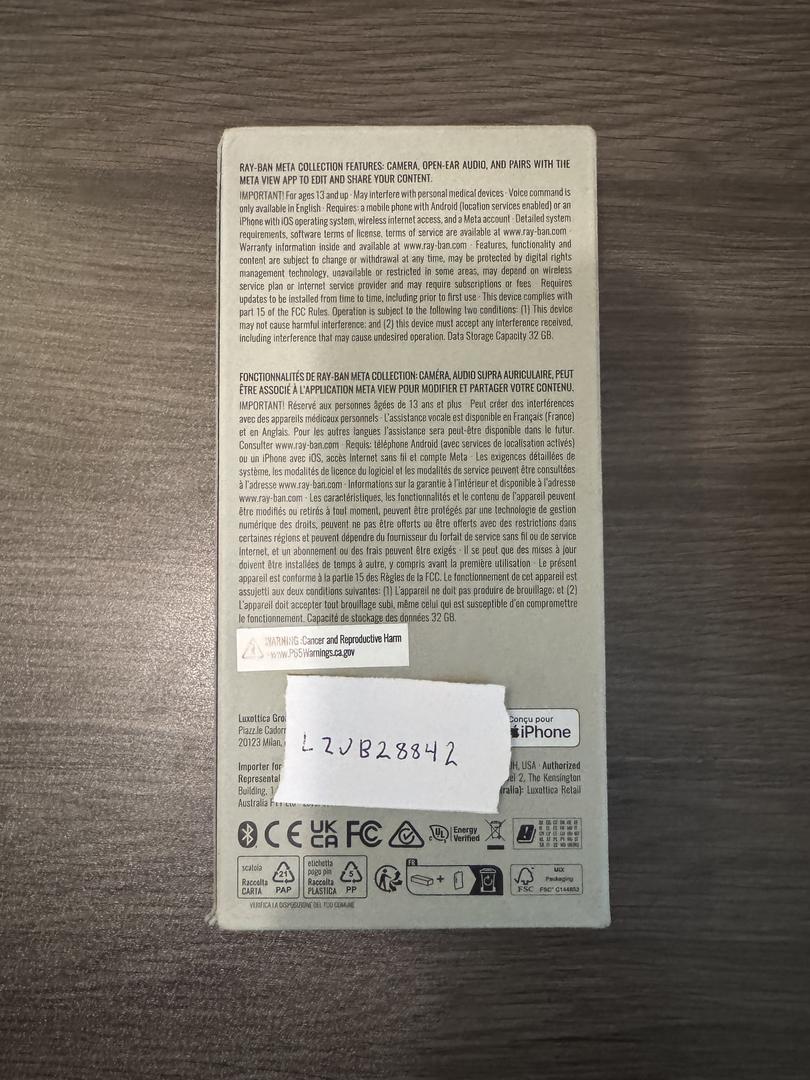 RAY-BAN META COLLECTION FEATURES: CAMERA, OPEN-EAR AUDIO, AND PAIRS WITH THE
META VIEW APP TO EDIT AND SHARE YOUR CONTENT.
IMPORTANT! For ages 13 and up · May interfere with personal medical devices · Voice command is
only available in English · Requires: a mobile phone with Android (location services enabled) or an
iPhone with iOS operating system, wireless internet access, and a Meta account · Detailed system
requirements, software terms of license, terms of service are available at www.ray-ban.com ·
Warranty information inside and available at www.ray-ban.com · Features, functionality and
content are subject to change or withdrawal at any time, may be protected by digital rights
management technology, unavailable or restricted in some areas, may depend on wireless
service plan or internet service provider and may require subscriptions or fees · Requires
updates to be installed from time to time, including prior to first use · This device complies with
part 15 of the FCC Rules. Operation is subject to the following two conditions: (1) This device
may not cause harmful interference; and (2) this device must accept any interference received,
including interference that may cause undesired operation. Data Storage Capacity 32 GB.
FONCTIONNALITÉS DE RAY-BAN META COLLECTION: CAMÉRA, AUDIO SUPRA AURICULAIRE, PEUT
ÊTRE ASSOCIÉ À L'APPLICATION META VIEW POUR MODIFIER ET PARTAGER VOTRE CONTENU.
IMPORTANT! Réservé aux personnes âgées de 13 ans et plus · Peut créer des interférences
avec des appareils médicaux personnels · L'assistance vocale est disponible en Français (France)
et en Anglais. Pour les autres langues l'assistance sera peut-être disponible dans le futur.
Consulter www.ray-ban.com · Requis: téléphone Android (avec services de localisation activés)
ou un iPhone avec iOS, accès Internet sans fil et compte Meta · Les exigences détaillées de
système, les modalités de licence du logiciel et les modalités de service peuvent être consultées
à l'adresse www.ray-ban.com · Informations sur la garantie à l'intérieur et disponible à l'adresse
www.ray-ban.com · Les caractéristiques, les fonctionnalités et le contenu de l'appareil peuvent
être modifiés ou retirés à tout moment, peuvent être protégés par une technologie de gestion
numérique des droits, peuvent ne pas être offerts ou être offerts avec des restrictions dans
certaines régions et peuvent dépendre du fournisseur du forfait de service sans fil ou de service
Internet, et un abonnement ou des frais peuvent être exigés · Il se peut que des mises à jour
doivent être installées de temps à autre, y compris avant la première utilisation · Le présent
appareil est conforme à la partie 15 des Règles de la FCC. Le fonctionnement de cet appareil est
assujetti aux deux conditions suivantes: (1) L'appareil ne doit pas produire de brouillage; et (2)
L'appareil doit accepter tout brouillage subi, même celui qui est susceptible d'en compromettre
le fonctionnement. Capacité de stockage des données 32 GB.
WARNING: Cancer and Reproductive Harm
- www.P65Warnings.ca.gov
Luxottica
20123 Milan,
Conçu pour
iPhone
LZVB28842
Importer for
USA · Authorized
2, The Kensington
Building, 1
Luxottica Retail
Australia
CE UKCA FC UL Energy
Verified
scatola
Raccolta
CARTA
21
PAP
etichetta
pogo pin
Raccolta
PLASTICA
5
PP
FR
+
FSC
MIX
Packaging
FSC® C144853
VERIFICA LA DISPOSIZIONE DEL TUO COMUNE